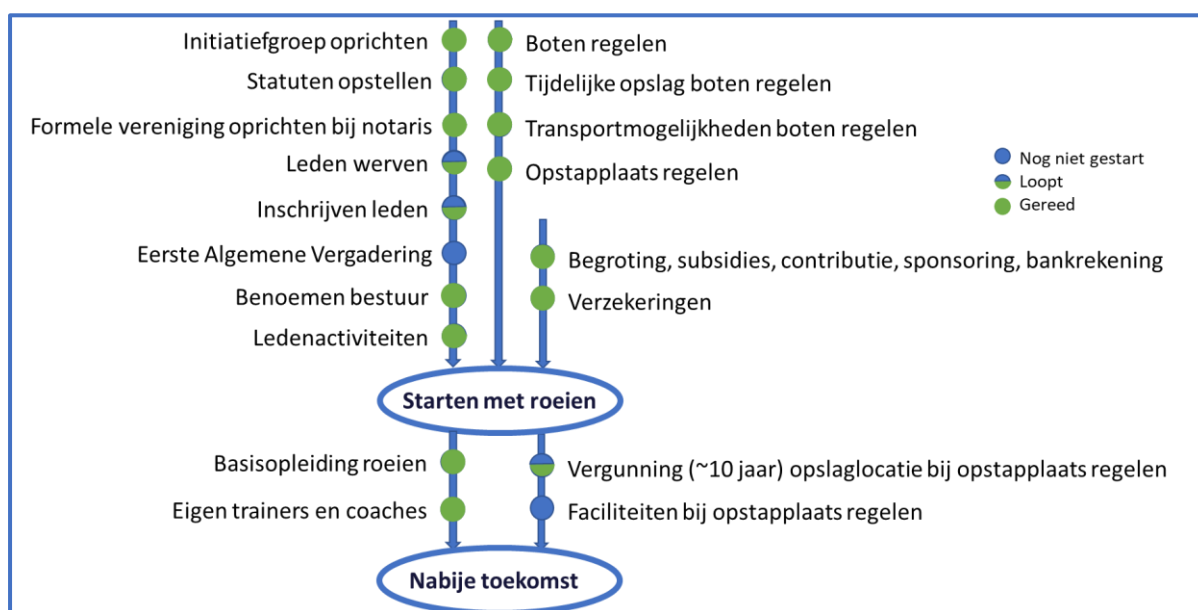 Initiatiefgroep oprichten
Statuten opstellen
Formele vereniging oprichten bij notaris
Leden werven
Inschrijven leden
Eerste Algemene Vergadering
Benoemen bestuur
Ledenactiviteiten
Boten regelen
Tijdelijke opslag boten regelen
Transportmogelijkheden boten regelen
Opstapplaats regelen
Nog niet gestart
Loopt
Gereed
Begroting, subsidies, contributie, sponsoring, bankrekening
Verzekeringen
Starten met roeien
Basisopleiding roeien
Eigen trainers en coaches
Vergunning (~10 jaar) opslaglocatie bij opstapplaats regelen
Faciliteiten bij opstapplaats regelen
Nabije toekomst